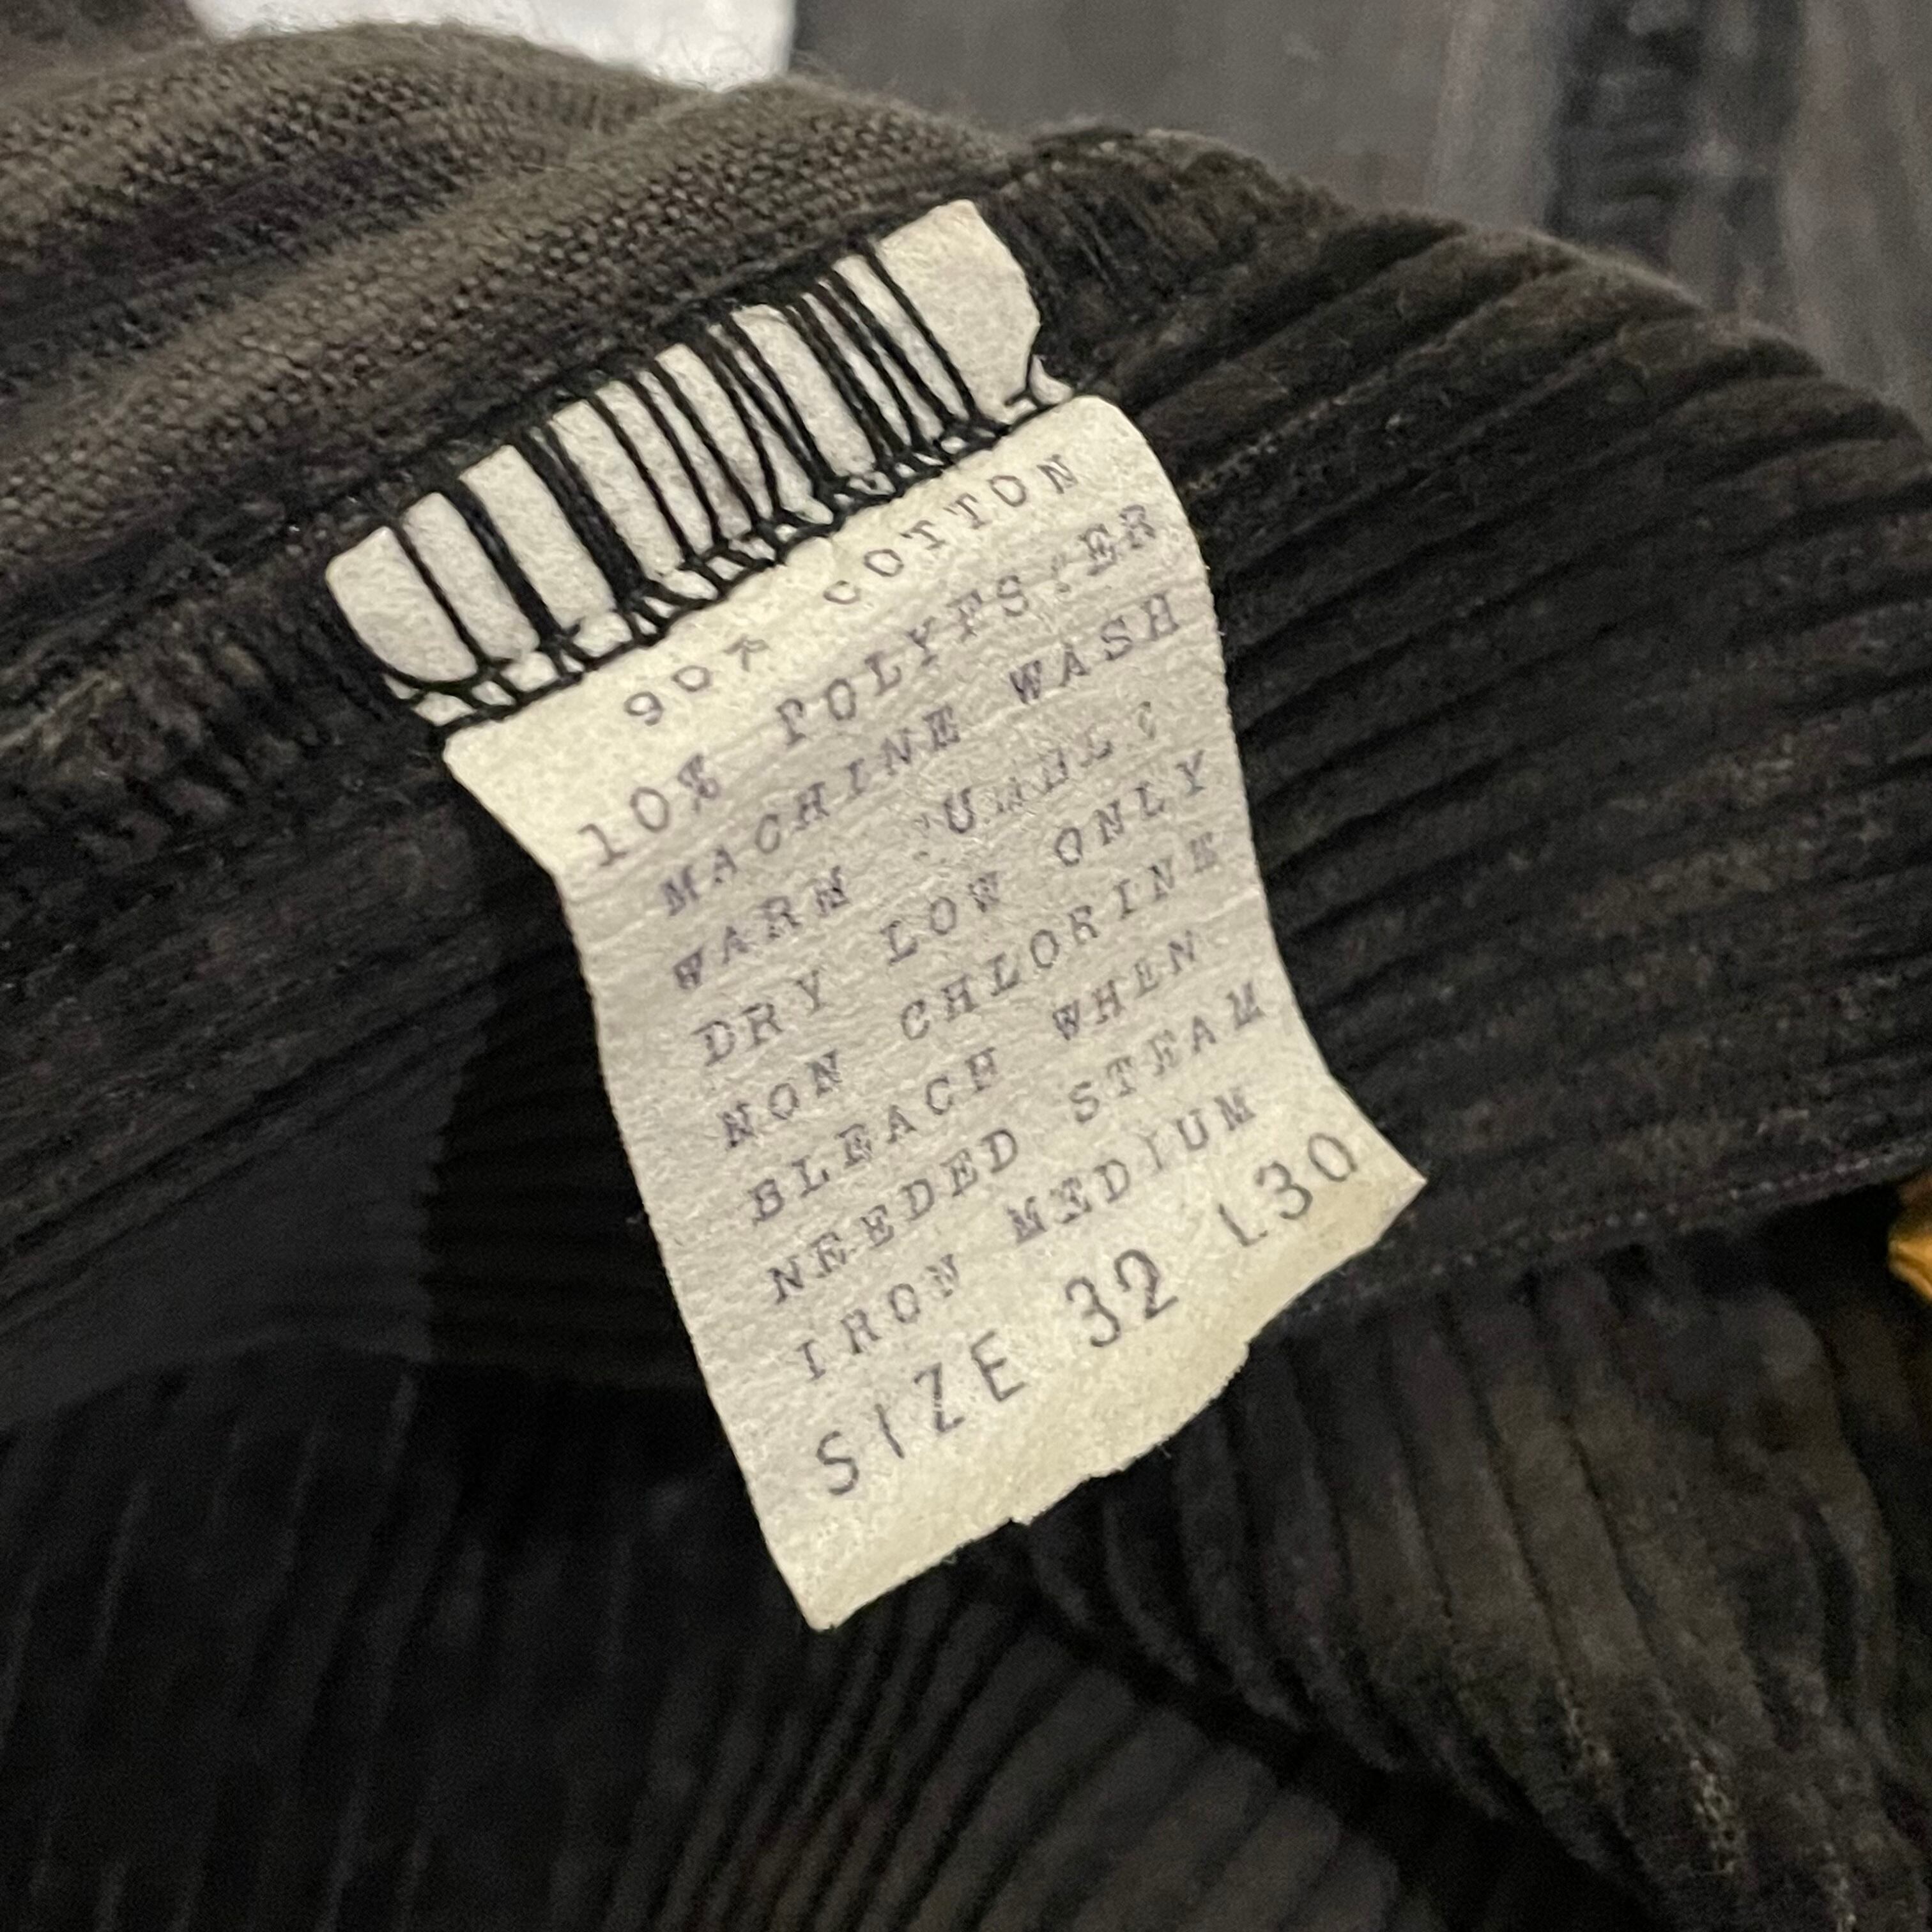 90% COTTON
10% POLYESTER
MACHINE WASH
WARM TUMBLE
DRY LOW ONLY
NON CHLORINE
BLEACH WHEN
NEEDED STEAM
IRON MEDIUM
SIZE 32 L30